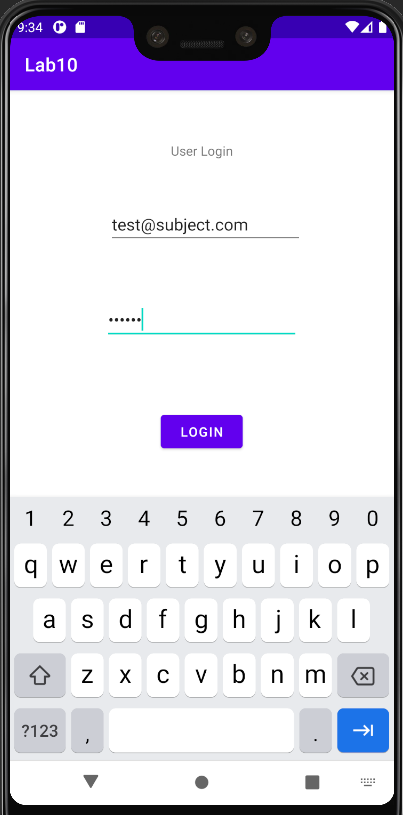 9:34
Lab10
User Login
test@subject.com
••••••
LOGIN
1 2 3 4 5 6 7 8 9 0
q w e r t y u i o p
a s d f g h j k l
z x c v b n m
?123 , .